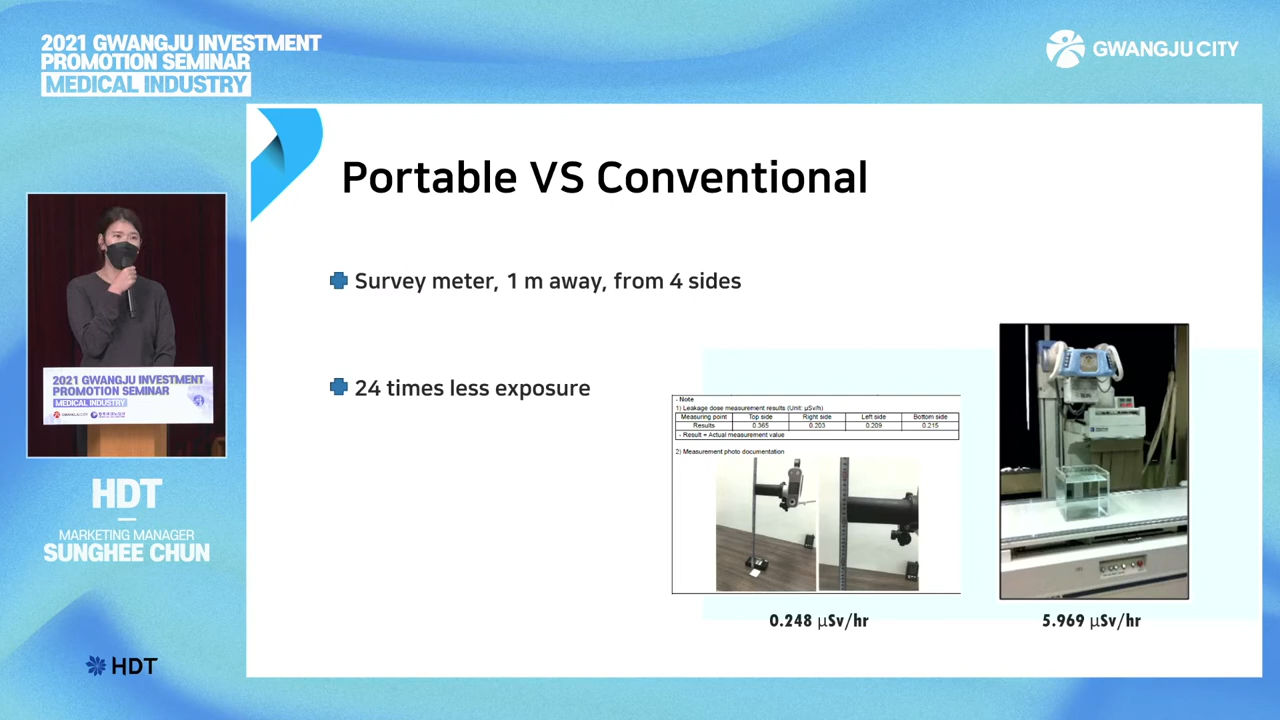 2021 GWANGJU INVESTMENT
PROMOTION SEMINAR
MEDICAL INDUSTRY
GWANGJU CITY
Portable VS Conventional
Survey meter, 1 m away, from 4 sides
24 times less exposure
- Note
1) Leakage dose measurement results (Unit: µSv/h)
Measuring point Top side Right side Left side Bottom side
Results 0.365 0.203 0.209 0.215
- Result = Actual measurement value
2) Measurement photo documentation
0.248 µSv/hr
5.969 µSv/hr
2021 GWANGJU INVESTMENT
PROMOTION SEMINAR
MEDICAL INDUSTRY
GWANGJU CITY
HDT
MARKETING MANAGER
SUNGHEE CHUN
HDT